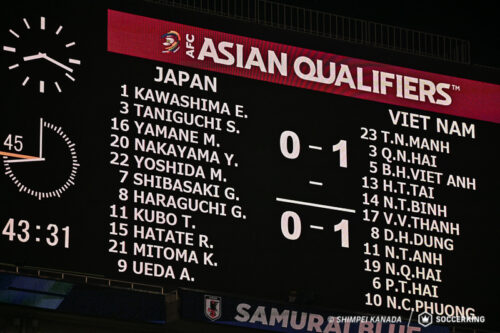 AFC
ASIAN QUALIFIERS™
JAPAN
1 KAWASHIMA E.
3 TANIGUCHI S.
16 YAMANE M.
20 NAKAYAMA Y.
22 YOSHIDA M.
7 SHIBASAKI G.
8 HARAGUCHI G.
11 KUBO T.
15 HATATE R.
21 MITOMA K.
9 UEDA A.
0 – 1
–
0 – 1
VIET NAM
23 T.N.MANH
3 Q.N.HAI
5 B.H.VIET ANH
13 H.T.TAI
14 N.T.BINH
17 V.V.THANH
8 D.H.DUNG
11 N.T.ANH
19 N.Q.HAI
6 P.T.HAI
10 N.C.PHUONG
45
43:31
SAMURAI BLUE
© SHIMPEI KANADA
SOCCERKING